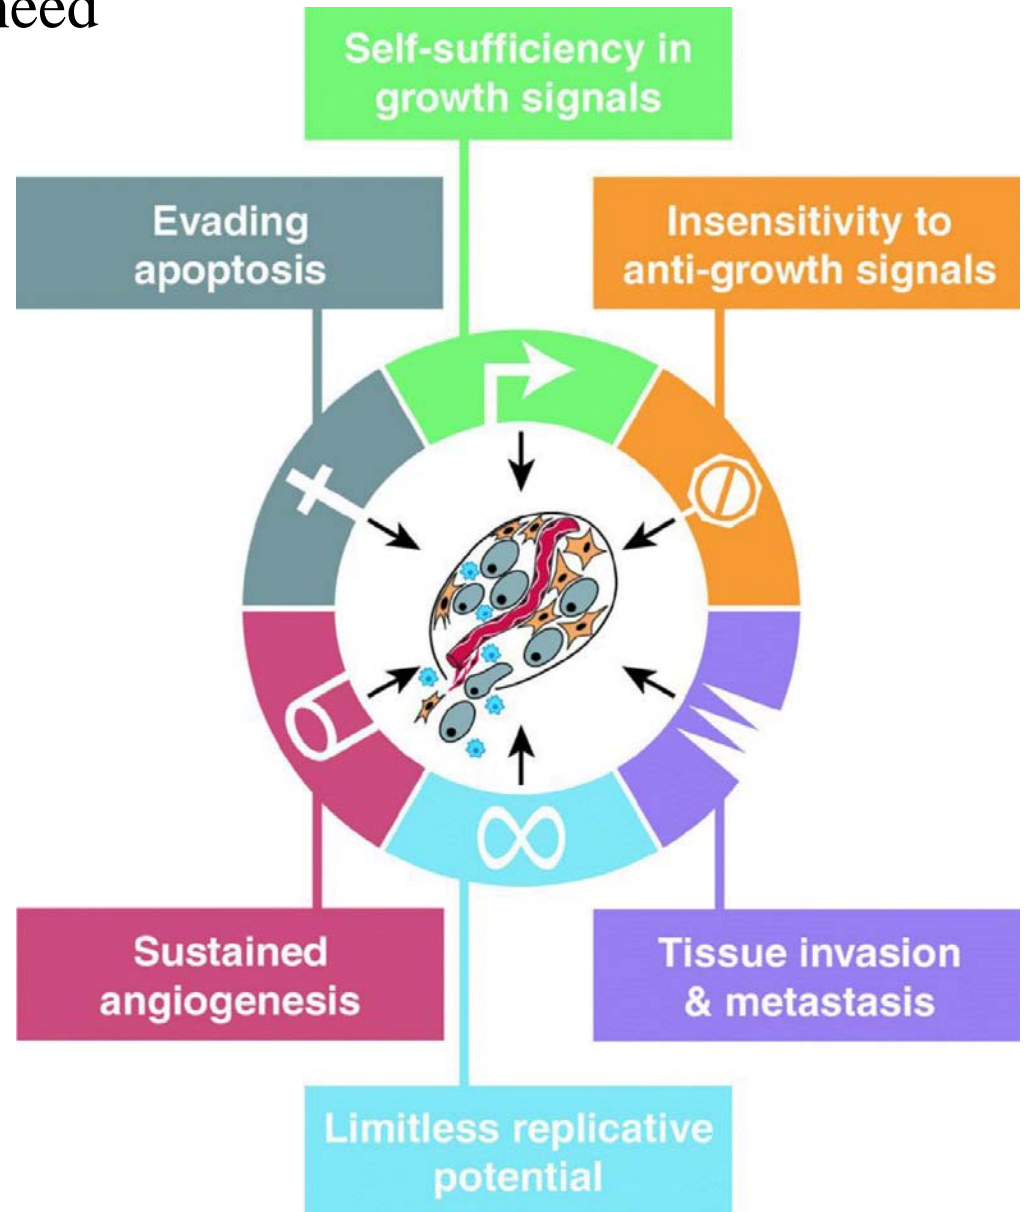 need
Self-sufficiency in
growth signals
Evading
apoptosis
Insensitivity to
anti-growth signals
Sustained
angiogenesis
Tissue invasion
& metastasis
Limitless replicative
potential